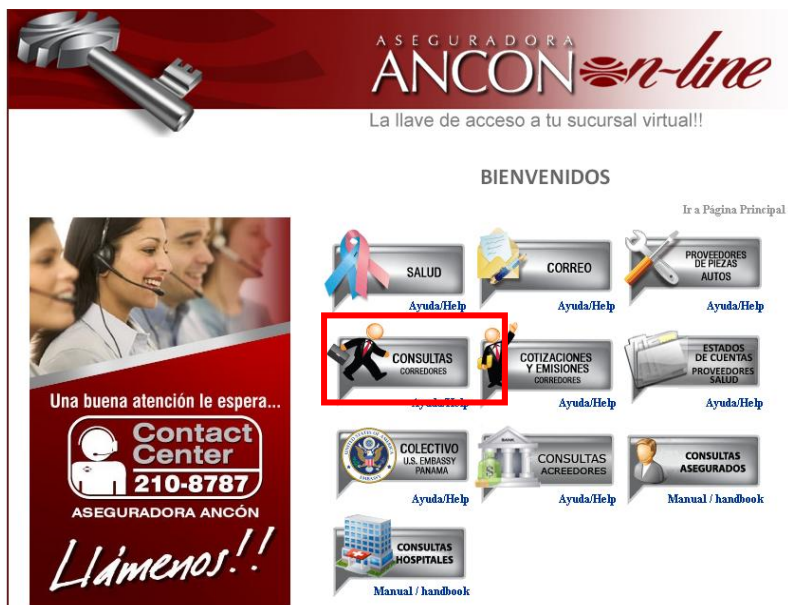 ASEGURADORA
ANCON n-line
La llave de acceso a tu sucursal virtual!!
BIENVENIDOS
Ir a Página Principal
SALUD
Ayuda/Help
CORREO
Ayuda/Help
PROVEEDORES
DE PIEZAS
AUTOS
Ayuda/Help
CONSULTAS
CORREDORES
Ayuda/Help
COTIZACIONES
Y EMISIONES
CORREDORES
Ayuda/Help
ESTADOS
DE CUENTAS
PROVEEDORES
SALUD
Ayuda/Help
COLECTIVO
U.S. EMBASSY
PANAMA
Ayuda/Help
BANK
CONSULTAS
ACREEDORES
Ayuda/Help
CONSULTAS
ASEGURADOS
Manual / handbook
CONSULTAS
HOSPITALES
Manual / handbook
Una buena atención le espera...
Contact
Center
210-8787
ASEGURADORA ANCÓN
Llámenos!!